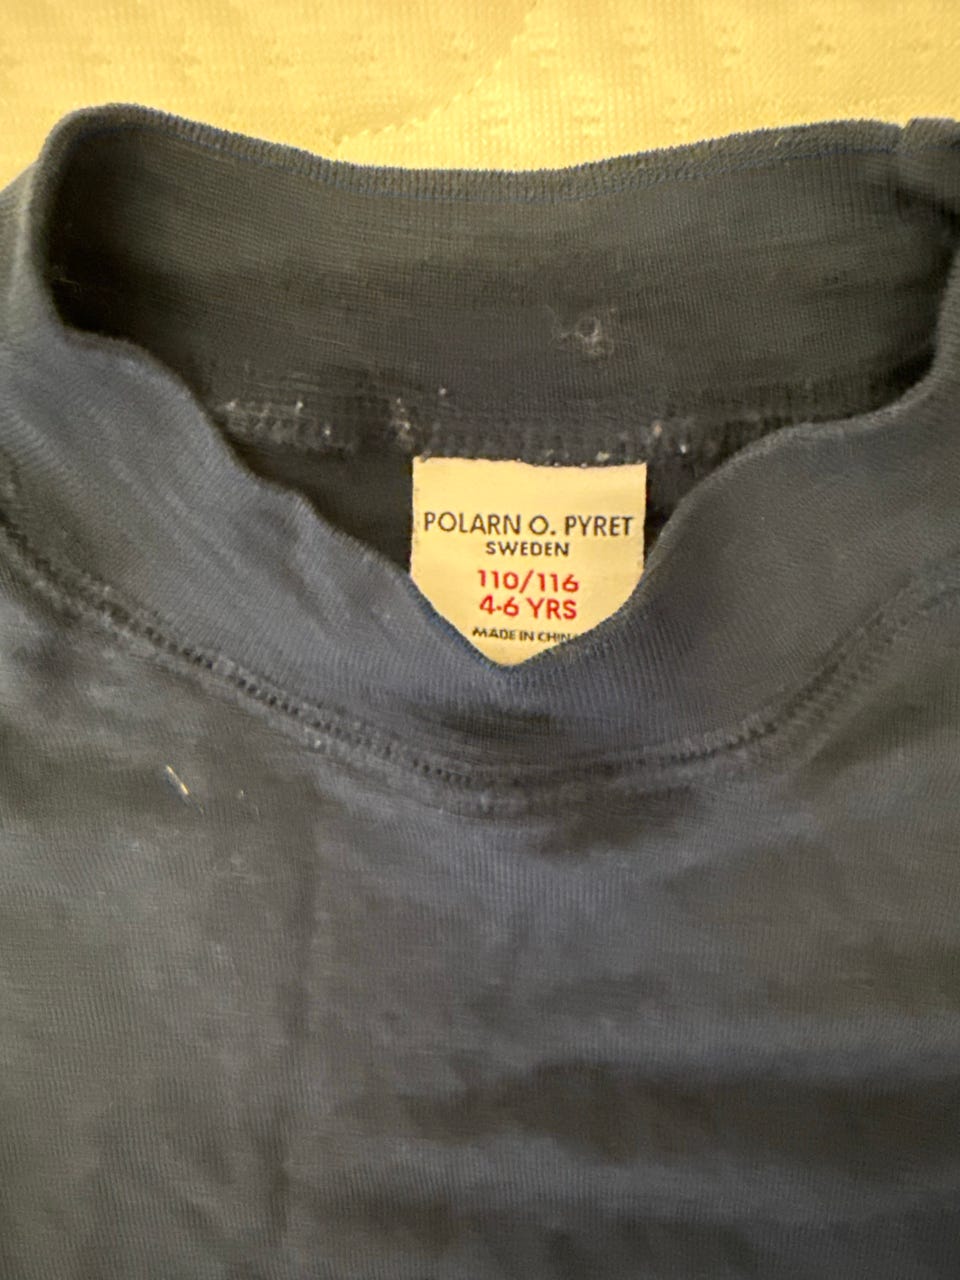 POLARN O. PYRET
SWEDEN
110/116
4-6 YRS
MADE IN CHINA